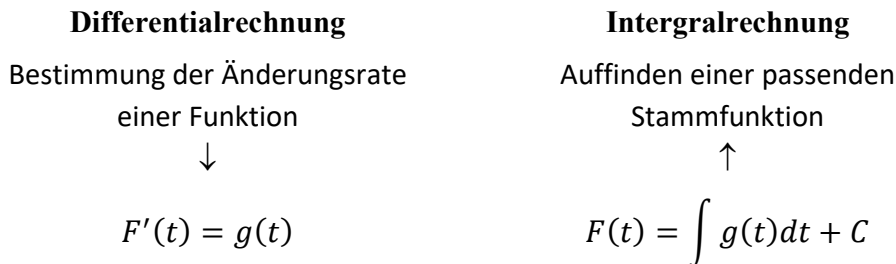 Differentialrechnung
Bestimmung der Änderungsrate
einer Funktion
↓
F′(t) = g(t)
Intergralrechnung
Auffinden einer passenden
Stammfunktion
↑
F(t) = ∫ g(t)dt + C